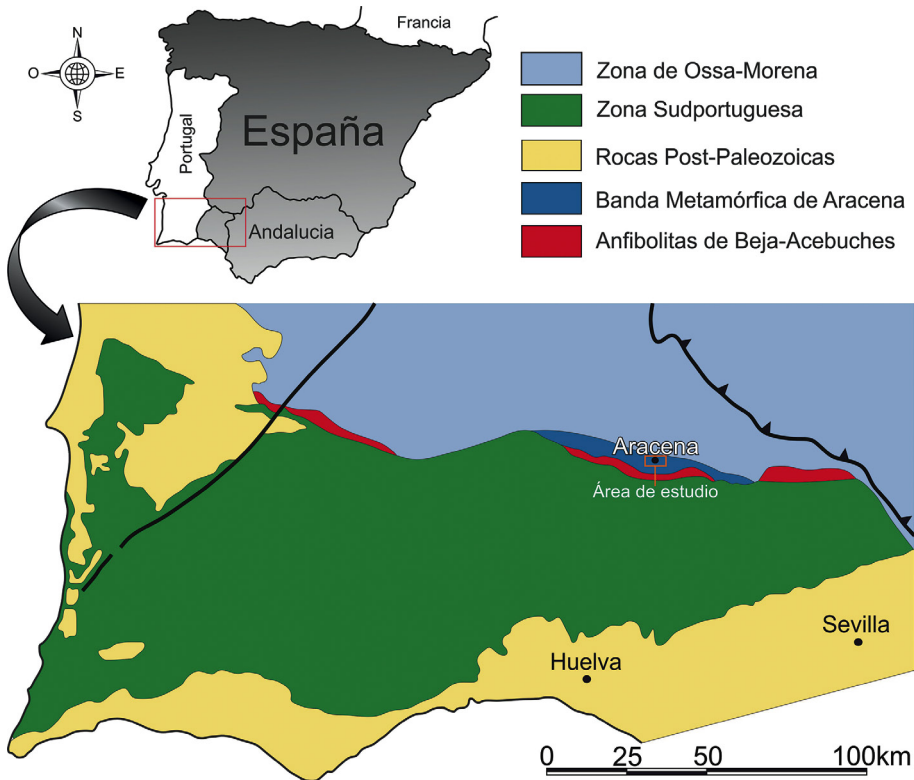 Francia
N
O
E
S
Portugal
España
Andalucia
Zona de Ossa-Morena
Zona Sudportuguesa
Rocas Post-Paleozoicas
Banda Metamórfica de Aracena
Anfibolitas de Beja-Acebuches
Aracena
Área de estudio
Sevilla
Huelva
0 25 50 100km